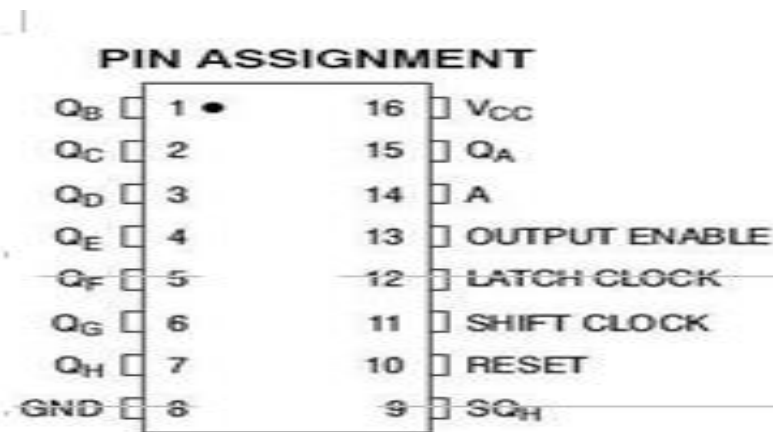 PIN ASSIGNMENT
QB 1 16 VCC
QC 2 15 QA
QD 3 14 A
QE 4 13 OUTPUT ENABLE
QF 5 12 LATCH CLOCK
QG 6 11 SHIFT CLOCK
QH 7 10 RESET
GND 8 9 SQH